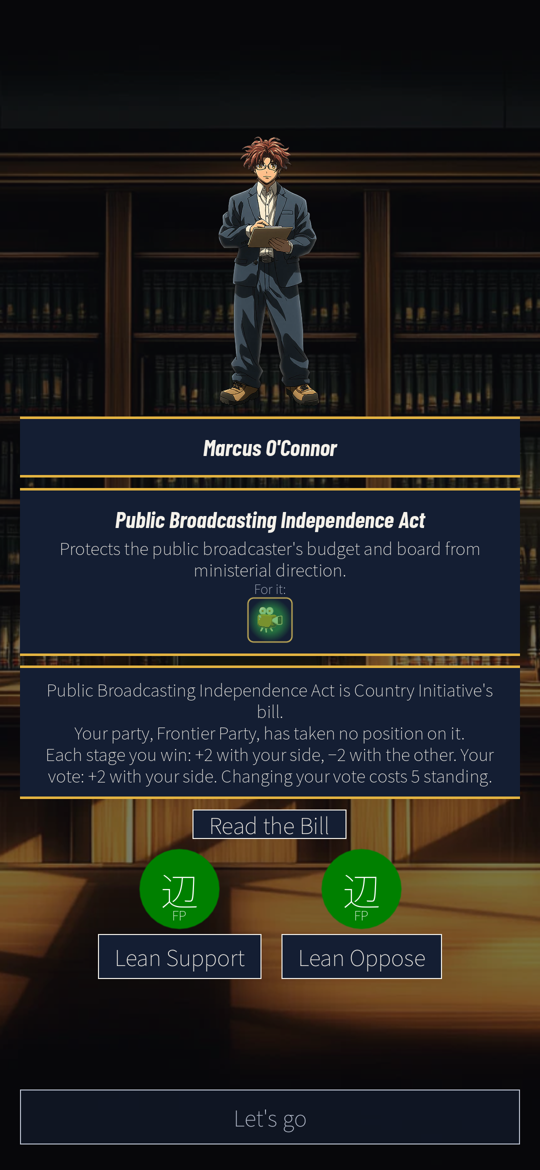 Marcus O'Connor
Public Broadcasting Independence Act
Protects the public broadcaster's budget and board from
ministerial direction.
For it:
Public Broadcasting Independence Act is Country Initiative's
bill.
Your party, Frontier Party, has taken no position on it.
Each stage you win: +2 with your side, −2 with the other. Your
vote: +2 with your side. Changing your vote costs 5 standing.
Read the Bill
辺 辺
FP FP
Lean Support Lean Oppose
Let's go